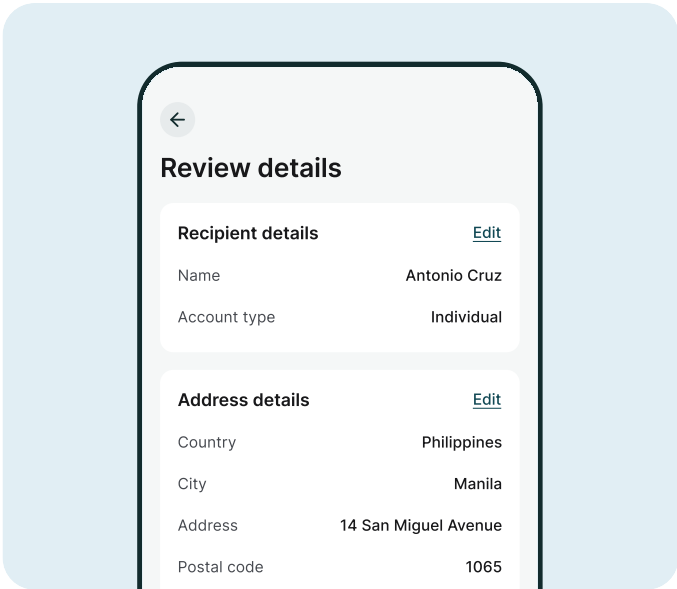 Review details
Recipient details Edit
Name Antonio Cruz
Account type Individual
Address details Edit
Country Philippines
City Manila
Address 14 San Miguel Avenue
Postal code 1065